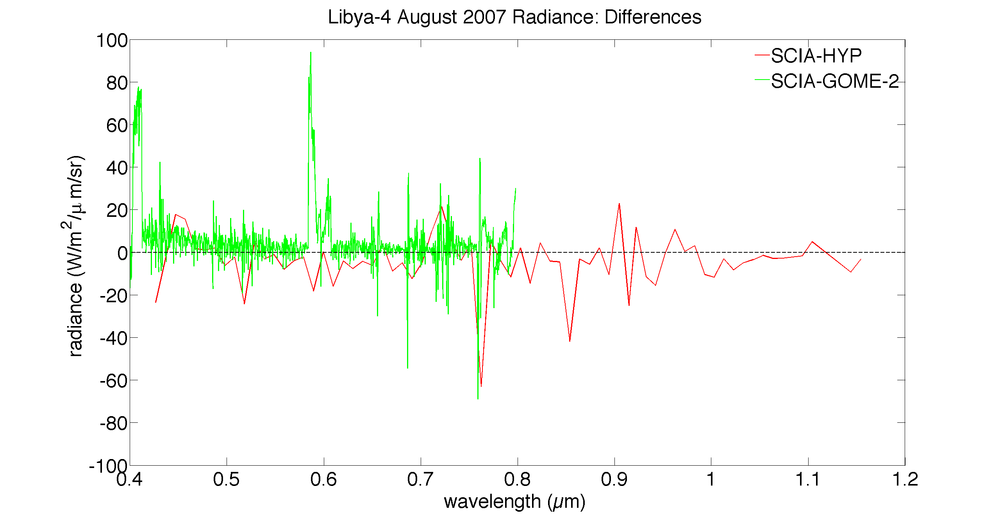 Libya-4 August 2007 Radiance: Differences
SCIA-HYP
SCIA-GOME-2
100
80
60
40
20
0
-20
-40
-60
-80
-100
radiance (W/m²/μ m/sr)
0.4 0.5 0.6 0.7 0.8 0.9 1 1.1 1.2
wavelength (μm)